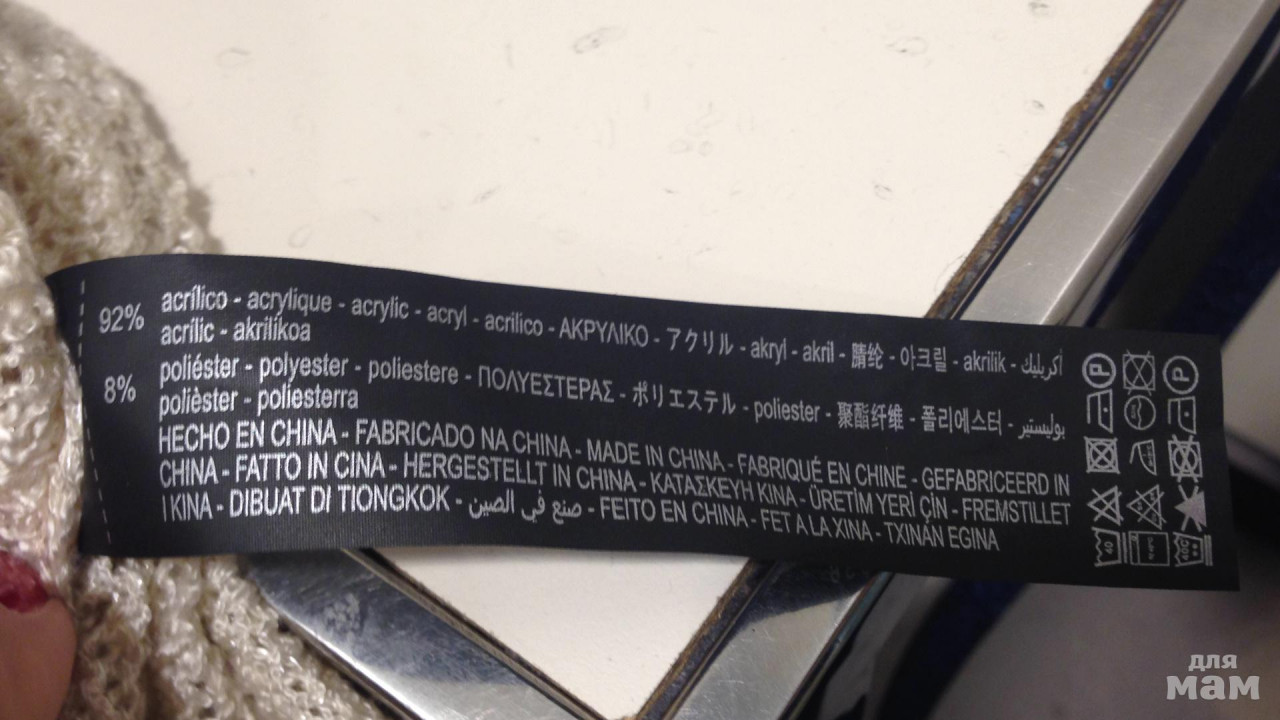 92% acrílico - acrylique - acrylic - acryl - acrilico - ΑΚΡΥΛΙΚΟ - アクリル - akryl - akril - 腈纶 - 아크릴 - akrilik - أكريليك
acrílic - akrilikoa
8% poliéster - polyester - poliestere - ΠΟΛΥΕΣΤΕΡΑΣ - ポリエステル - poliester - 聚酯纤维 - 폴리에스터 - بوليستير
polièster - poliesterra
HECHO EN CHINA - FABRICADO NA CHINA - MADE IN CHINA - FABRIQUÉ EN CHINE - GEFABRICEERD IN
CHINA - FATTO IN CINA - HERGESTELLT IN CHINA - ΚΑΤΑΣΚΕΥΗ ΚΙΝΑ - ÜRETİM YERİ ÇİN - FREMSTILLET
I KINA - DIBUAT DI TIONGKOK - صنع في الصين - FEITO EN CHINA - FET A LA XINA - TXINAN EGINA
P P
40 40C
для
мам